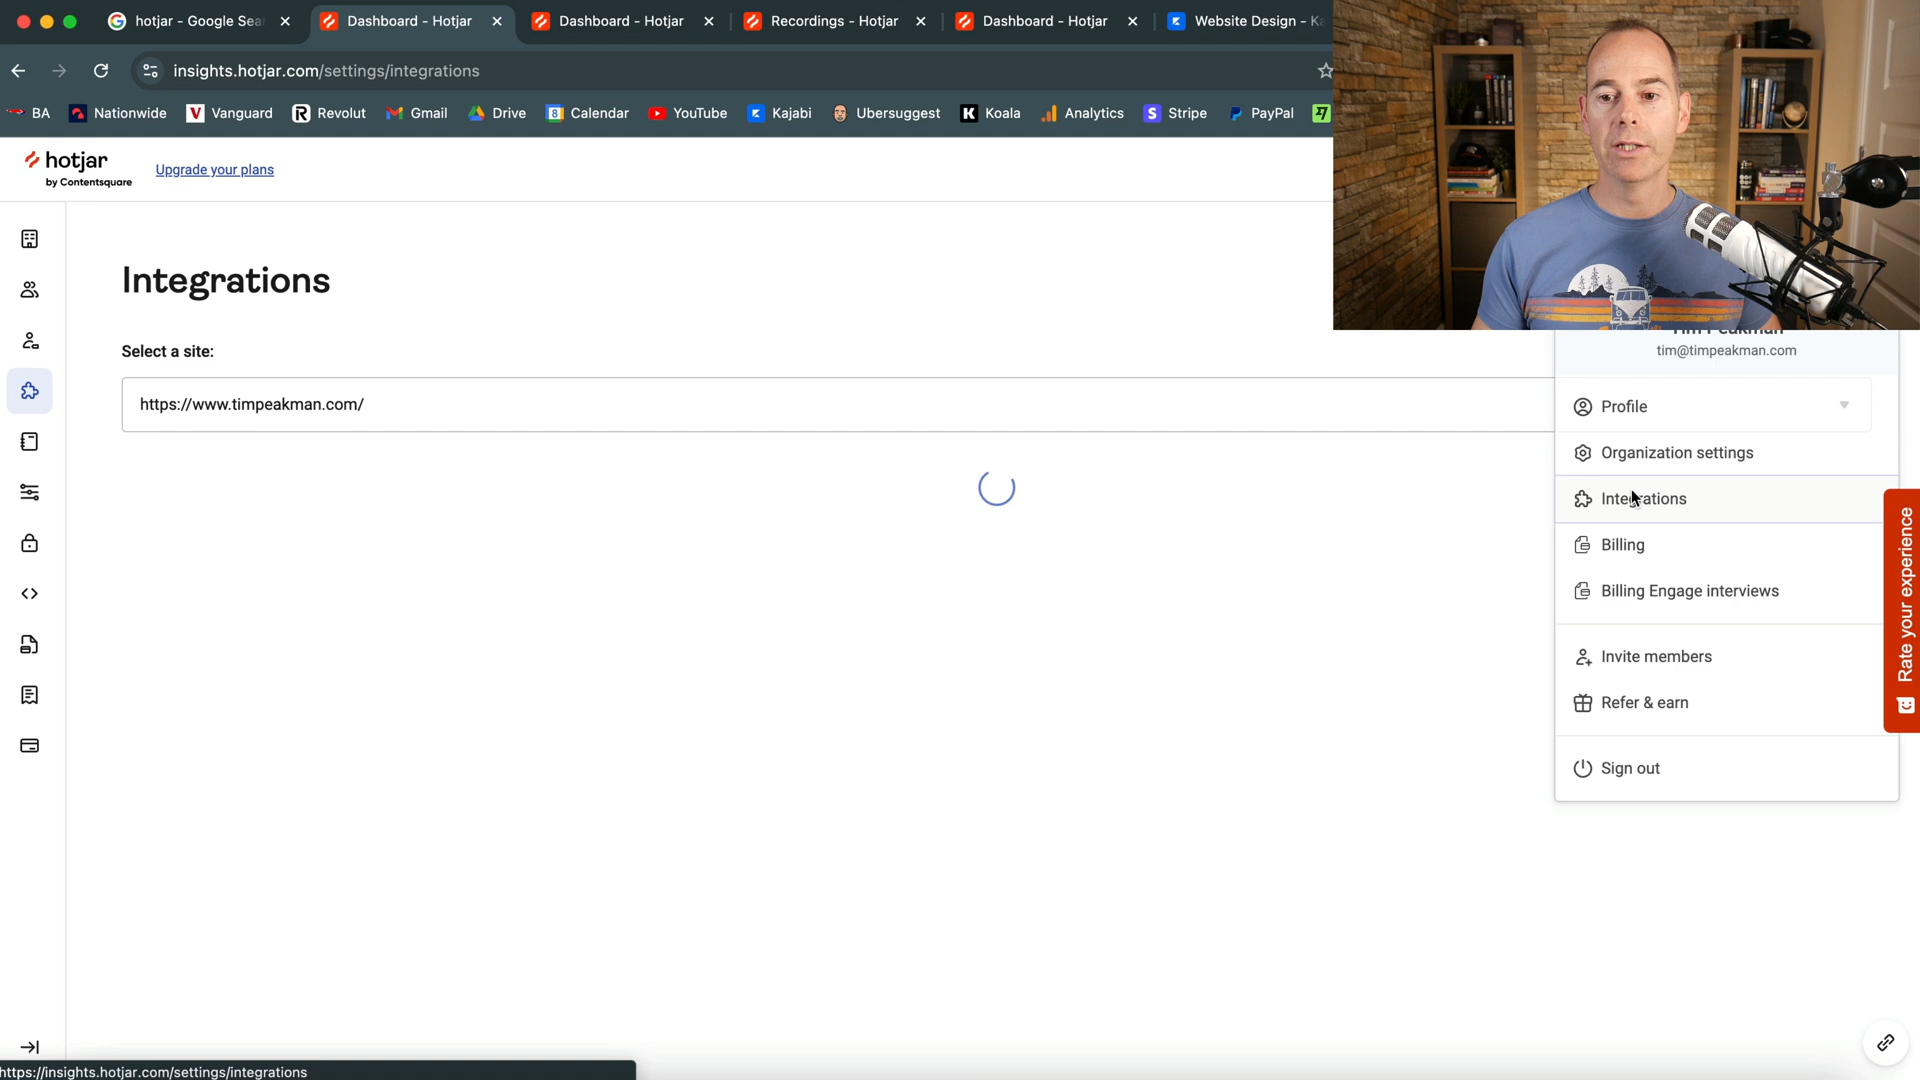 hotjar - Google Sea
Dashboard - Hotjar
Dashboard - Hotjar
Recordings - Hotjar
Dashboard - Hotjar
Website Design - Ka
insights.hotjar.com/settings/integrations
BA
Nationwide
Vanguard
Revolut
Gmail
Drive
Calendar
YouTube
Kajabi
Ubersuggest
Koala
Analytics
Stripe
PayPal
hotjar
by Contentsquare
Upgrade your plans
Integrations
Select a site:
https://www.timpeakman.com/
Tim Peakman
tim@timpeakman.com
Profile
Organization settings
Integrations
Billing
Billing Engage interviews
Invite members
Refer & earn
Sign out
Rate your experience
https://insights.hotjar.com/settings/integrations